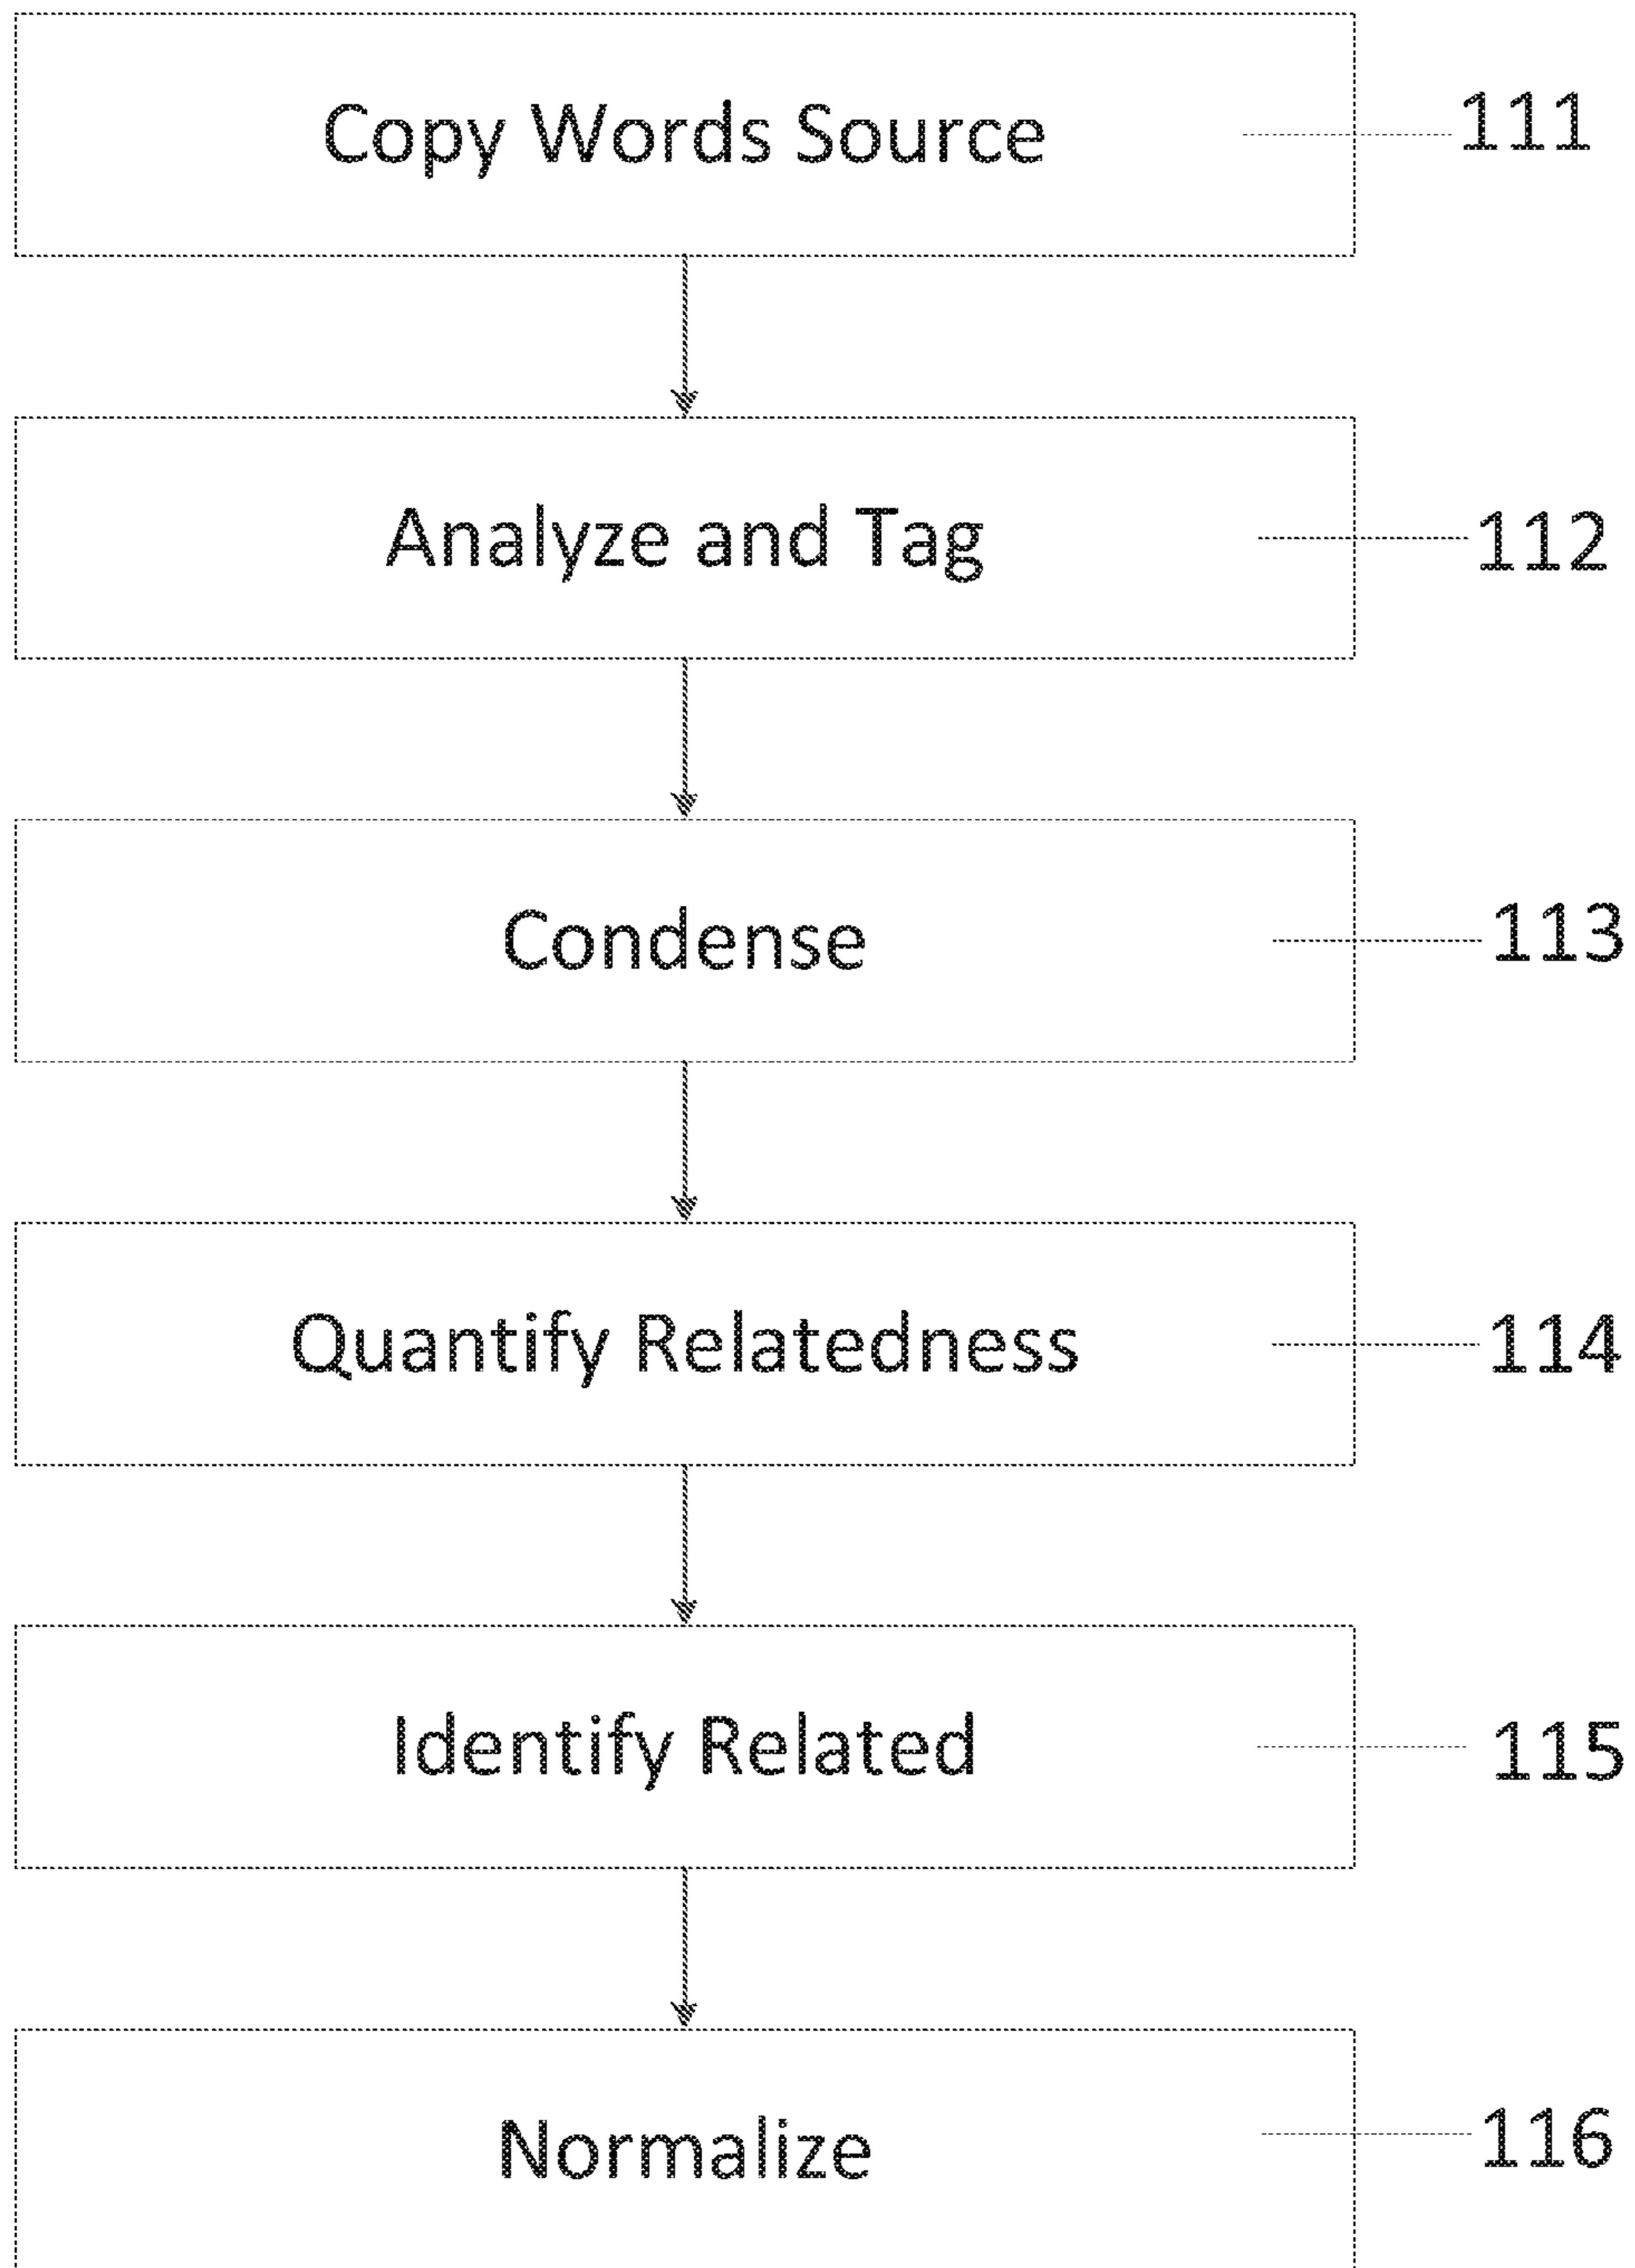 Copy Words Source 111
Analyze and Tag 112
Condense 113
Quantify Relatedness 114
Identify Related 115
Normalize 116